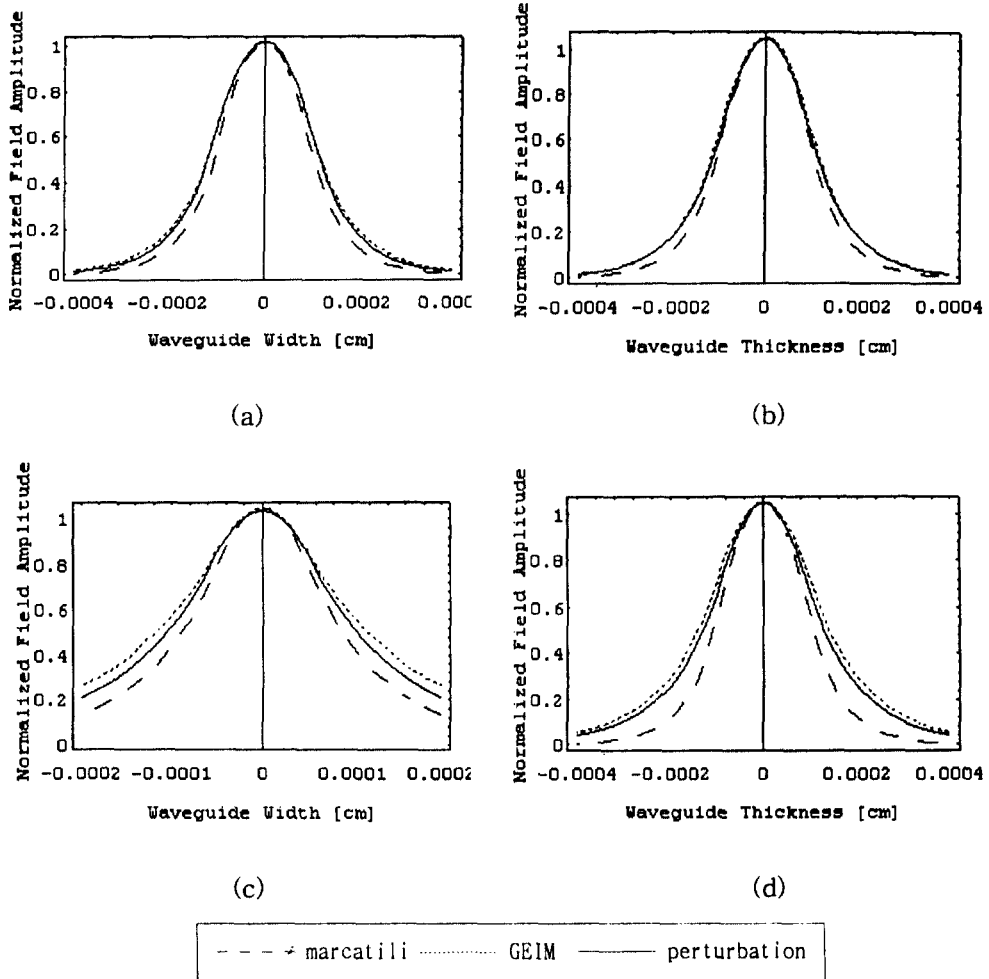 Normalized Field Amplitude
1
0.8
0.6
0.4
0.2
0
-0.0004 -0.0002 0 0.0002
Waveguide Width [cm]
(a)
Normalized Field Amplitude
1
0.8
0.6
0.4
0.2
0
-0.0004 -0.0002 0 0.0002 0.0004
Waveguide Thickness [cm]
(b)
Normalized Field Amplitude
1
0.8
0.6
0.4
0.2
0
-0.0002 -0.0001 0 0.0001 0.0002
Waveguide Width [cm]
(c)
Normalized Field Amplitude
1
0.8
0.6
0.4
0.2
0
-0.0004 -0.0002 0 0.0002 0.0004
Waveguide Thickness [cm]
(d)
marcatili GEIM perturbation